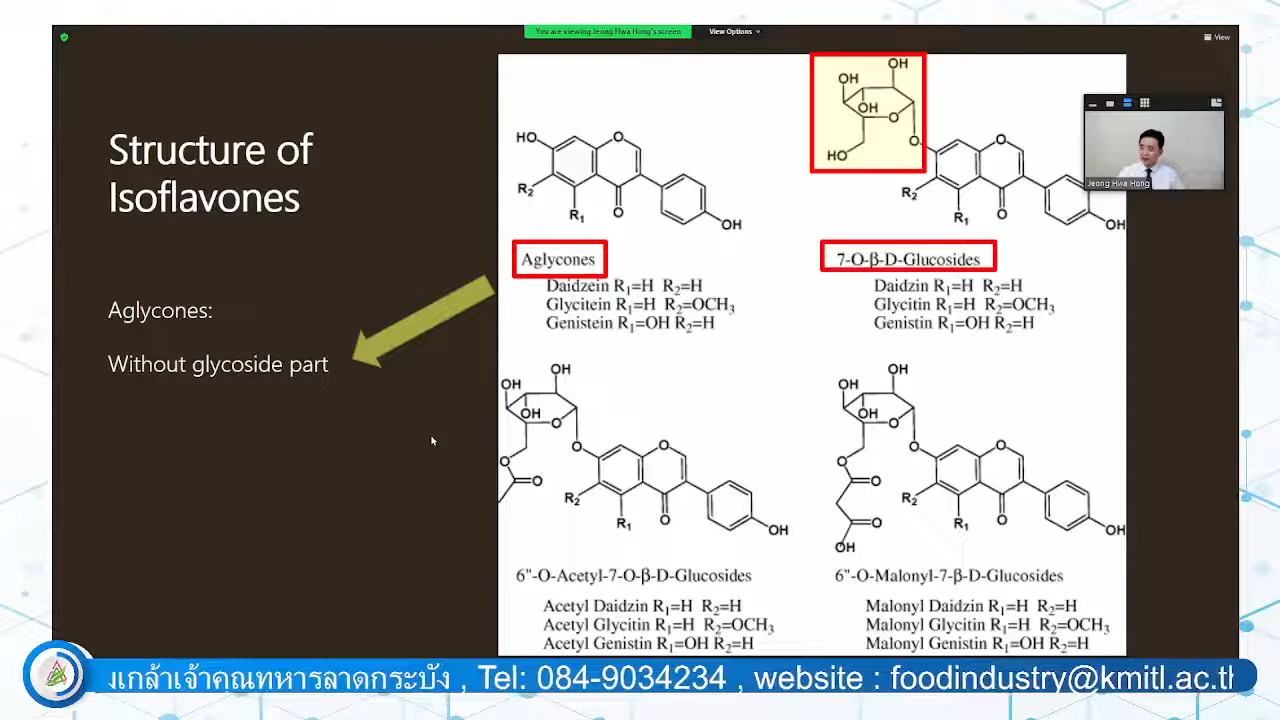 You are viewing Jeong Hwa Hong's screen
View Options
View
Structure of
Isoflavones
Aglycones:
Without glycoside part
HO
O
R2
R1
O
OH
Aglycones
Daidzein R1=H R2=H
Glycitein R1=H R2=OCH3
Genistein R1=OH R2=H
OH
OH
OH
O
HO
O
O
R2
R1
O
OH
7-O-β-D-Glucosides
Daidzin R1=H R2=H
Glycitin R1=H R2=OCH3
Genistin R1=OH R2=H
Jeong Hwa Hong
OH
OH
OH
O
O
O
O
O
R2
R1
O
OH
6"-O-Acetyl-7-O-β-D-Glucosides
Acetyl Daidzin R1=H R2=H
Acetyl Glycitin R1=H R2=OCH3
Acetyl Genistin R1=OH R2=H
OH
OH
OH
O
O
O
O
O
R2
R1
O
O
OH
OH
6"-O-Malonyl-7-β-D-Glucosides
Malonyl Daidzin R1=H R2=H
Malonyl Glycitin R1=H R2=OCH3
Malonyl Genistin R1=OH R2=H
งเกล้าเจ้าคุณทหารลาดกระบัง , Tel: 084-9034234 , website : foodindustry@kmitl.ac.th